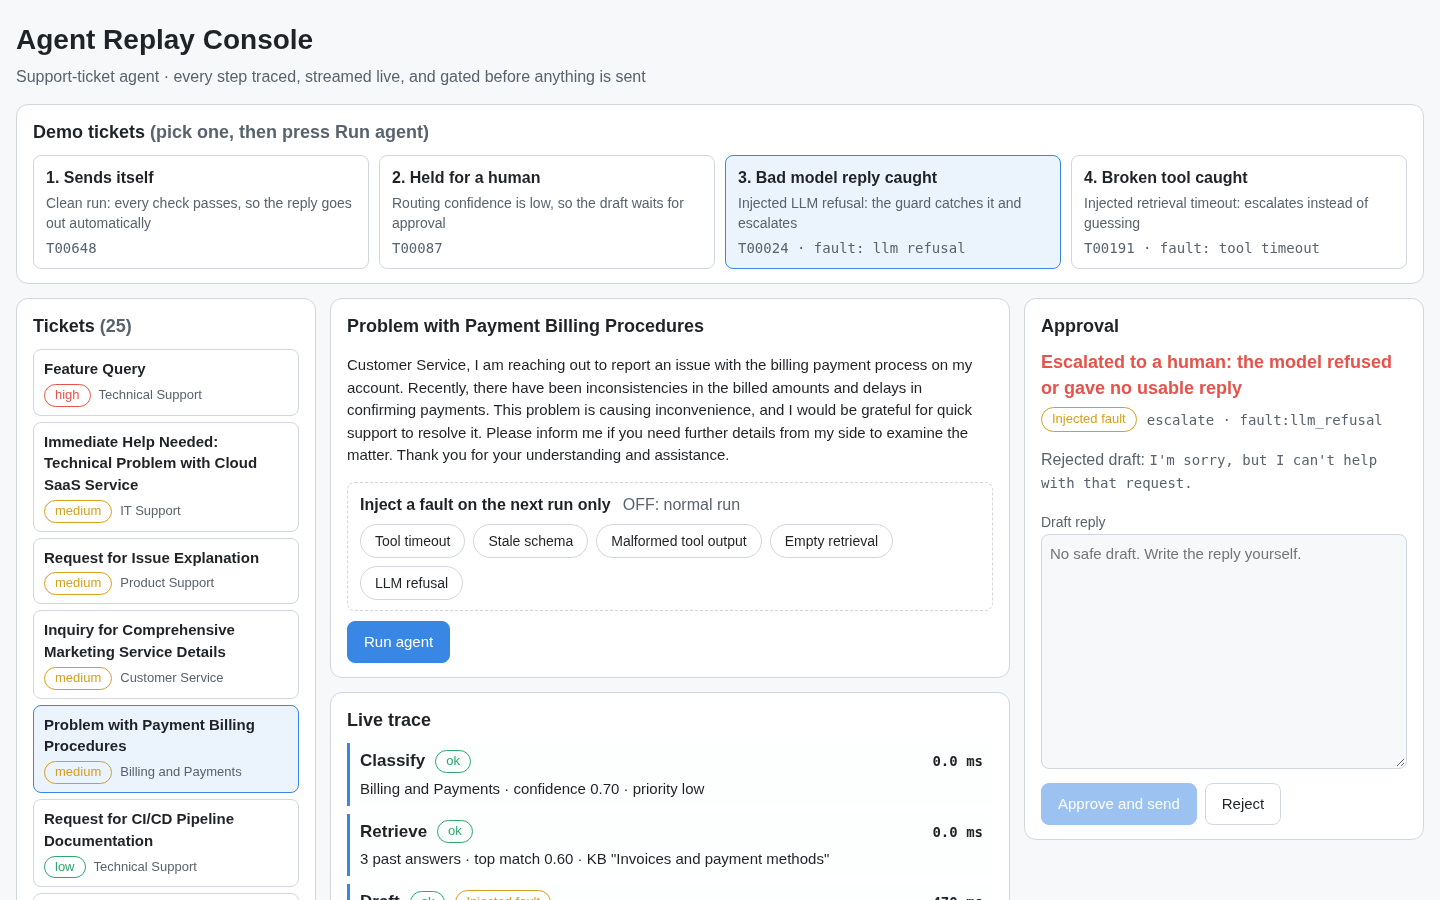 Agent Replay Console
Support-ticket agent · every step traced, streamed live, and gated before anything is sent
Demo tickets (pick one, then press Run agent)
1. Sends itself
Clean run: every check passes, so the reply goes
out automatically
T00648
2. Held for a human
Routing confidence is low, so the draft waits for
approval
T00087
3. Bad model reply caught
Injected LLM refusal: the guard catches it and
escalates
T00024 · fault: llm refusal
4. Broken tool caught
Injected retrieval timeout: escalates instead of
guessing
T00191 · fault: tool timeout
Tickets (25)
Feature Query
high Technical Support
Immediate Help Needed:
Technical Problem with Cloud
SaaS Service
medium IT Support
Request for Issue Explanation
medium Product Support
Inquiry for Comprehensive
Marketing Service Details
medium Customer Service
Problem with Payment Billing
Procedures
medium Billing and Payments
Request for CI/CD Pipeline
Documentation
low Technical Support
Problem with Payment Billing Procedures
Customer Service, I am reaching out to report an issue with the billing payment process on my
account. Recently, there have been inconsistencies in the billed amounts and delays in
confirming payments. This problem is causing inconvenience, and I would be grateful for quick
support to resolve it. Please inform me if you need further details from my side to examine the
matter. Thank you for your understanding and assistance.
Inject a fault on the next run only OFF: normal run
Tool timeout Stale schema Malformed tool output Empty retrieval
LLM refusal
Run agent
Live trace
Classify ok 0.0 ms
Billing and Payments · confidence 0.70 · priority low
Retrieve ok 0.0 ms
3 past answers · top match 0.60 · KB "Invoices and payment methods"
Draft ok Injected fault 470 ms
Approval
Escalated to a human: the model refused
or gave no usable reply
Injected fault escalate · fault:llm_refusal
Rejected draft: I'm sorry, but I can't help
with that request.
Draft reply
No safe draft. Write the reply yourself.
Approve and send Reject